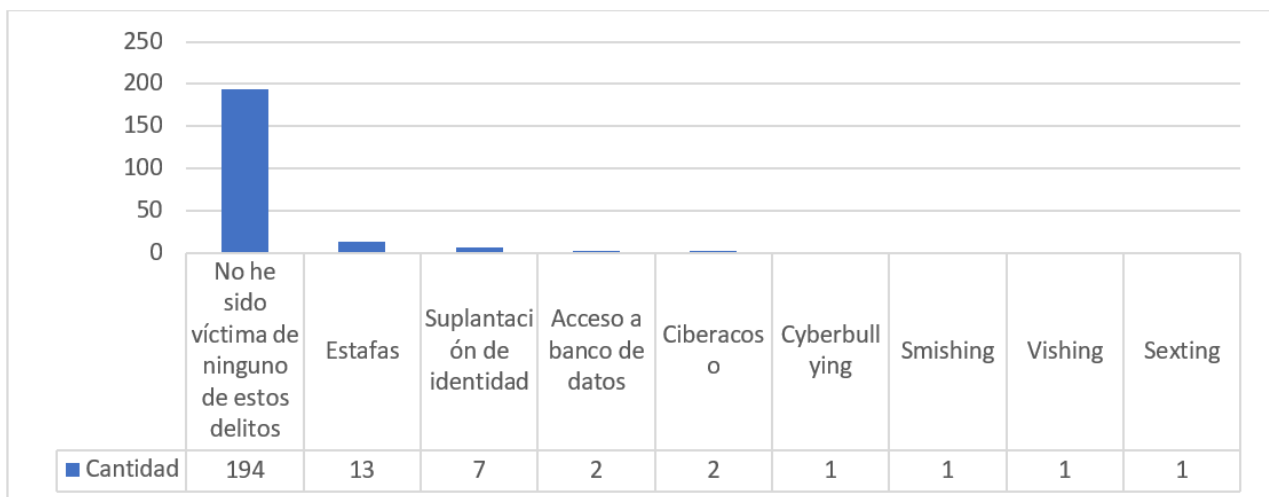 250
200
150
100
50
0
No he
sido
víctima de
ninguno
de estos
delitos
Estafas
Suplantaci
ón de
identidad
Acceso a
banco de
datos
Ciberacos
o
Cyberbull
ying
Smishing
Vishing
Sexting
Cantidad 194 13 7 2 2 1 1 1 1